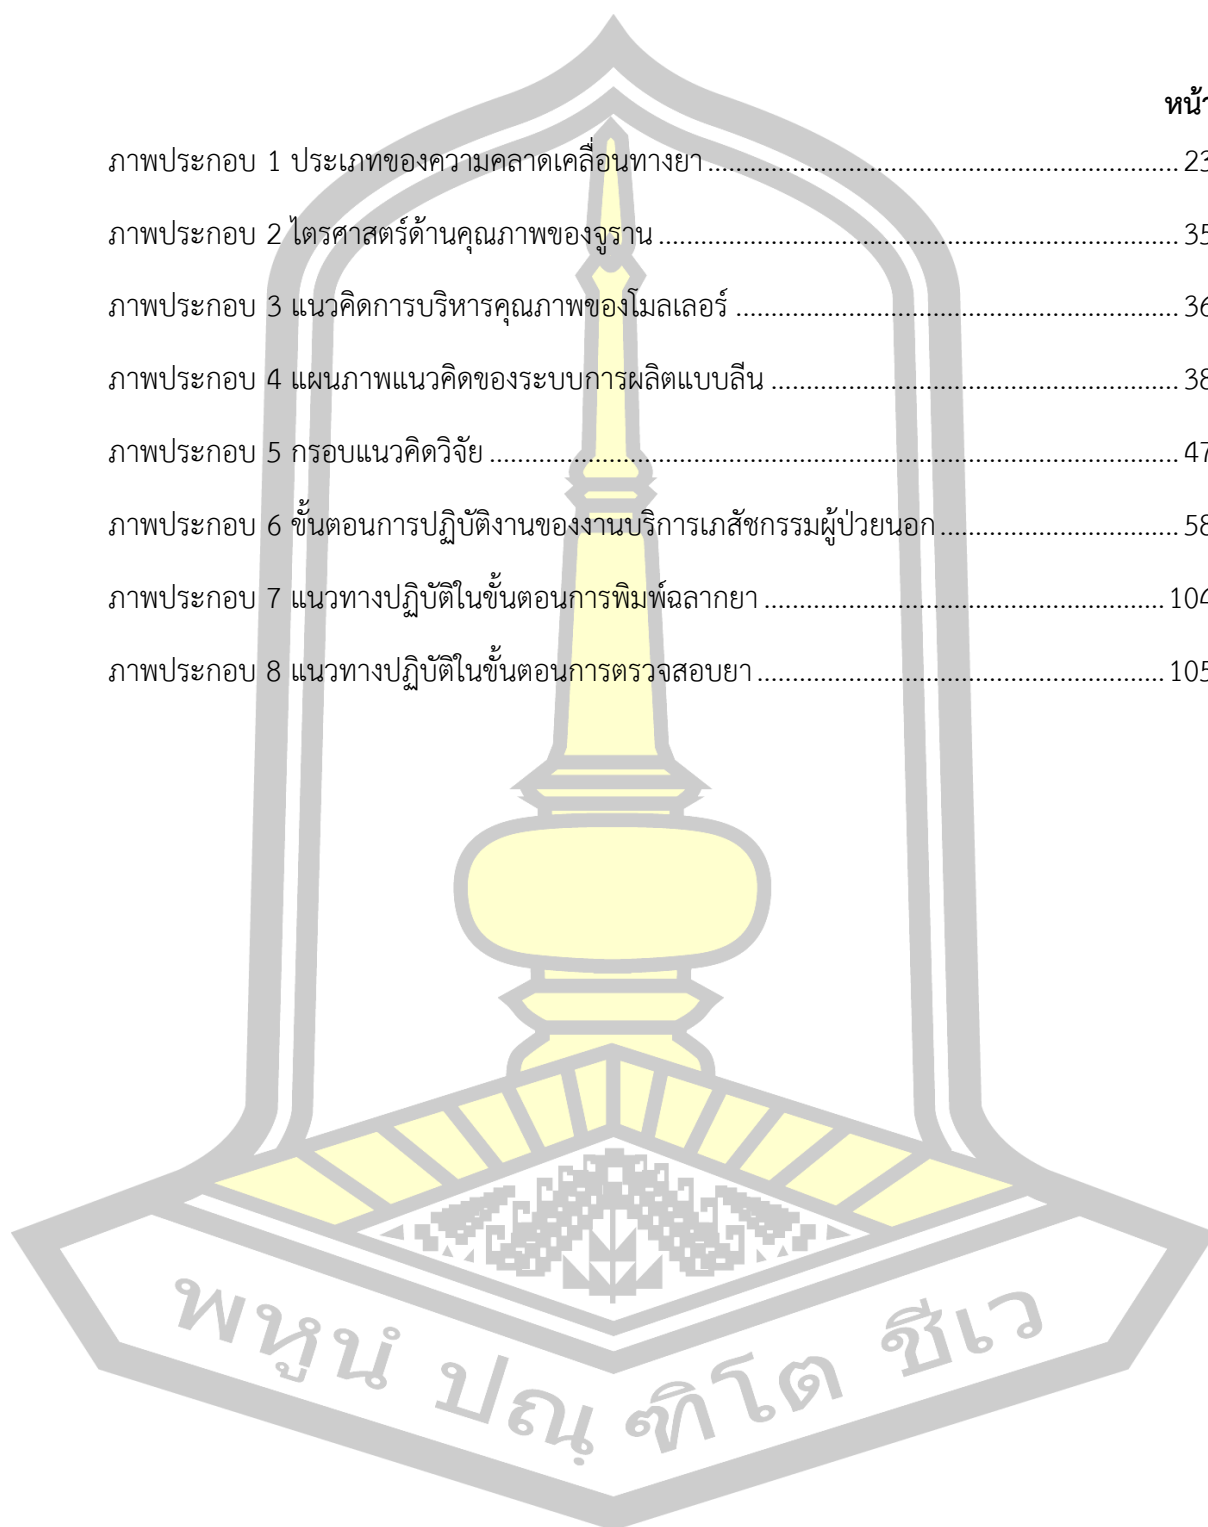 หน้า
ภาพประกอบ 1 ประเภทของความคลาดเคลื่อนทางยา ........ 23
ภาพประกอบ 2 ไตรศาสตร์ด้านคุณภาพของจูราน ........ 35
ภาพประกอบ 3 แนวคิดการบริหารคุณภาพของโมลเลอร์ ........ 36
ภาพประกอบ 4 แผนภาพแนวคิดของระบบการผลิตแบบลีน ........ 38
ภาพประกอบ 5 กรอบแนวคิดวิจัย ........ 47
ภาพประกอบ 6 ขั้นตอนการปฏิบัติงานของงานบริการเภสัชกรรมผู้ป่วยนอก ........ 58
ภาพประกอบ 7 แนวทางปฏิบัติในขั้นตอนการพิมพ์ฉลากยา ........ 104
ภาพประกอบ 8 แนวทางปฏิบัติในขั้นตอนการตรวจสอบยา ........ 105
พหูนํ ปณฺฑิโต ชีเว